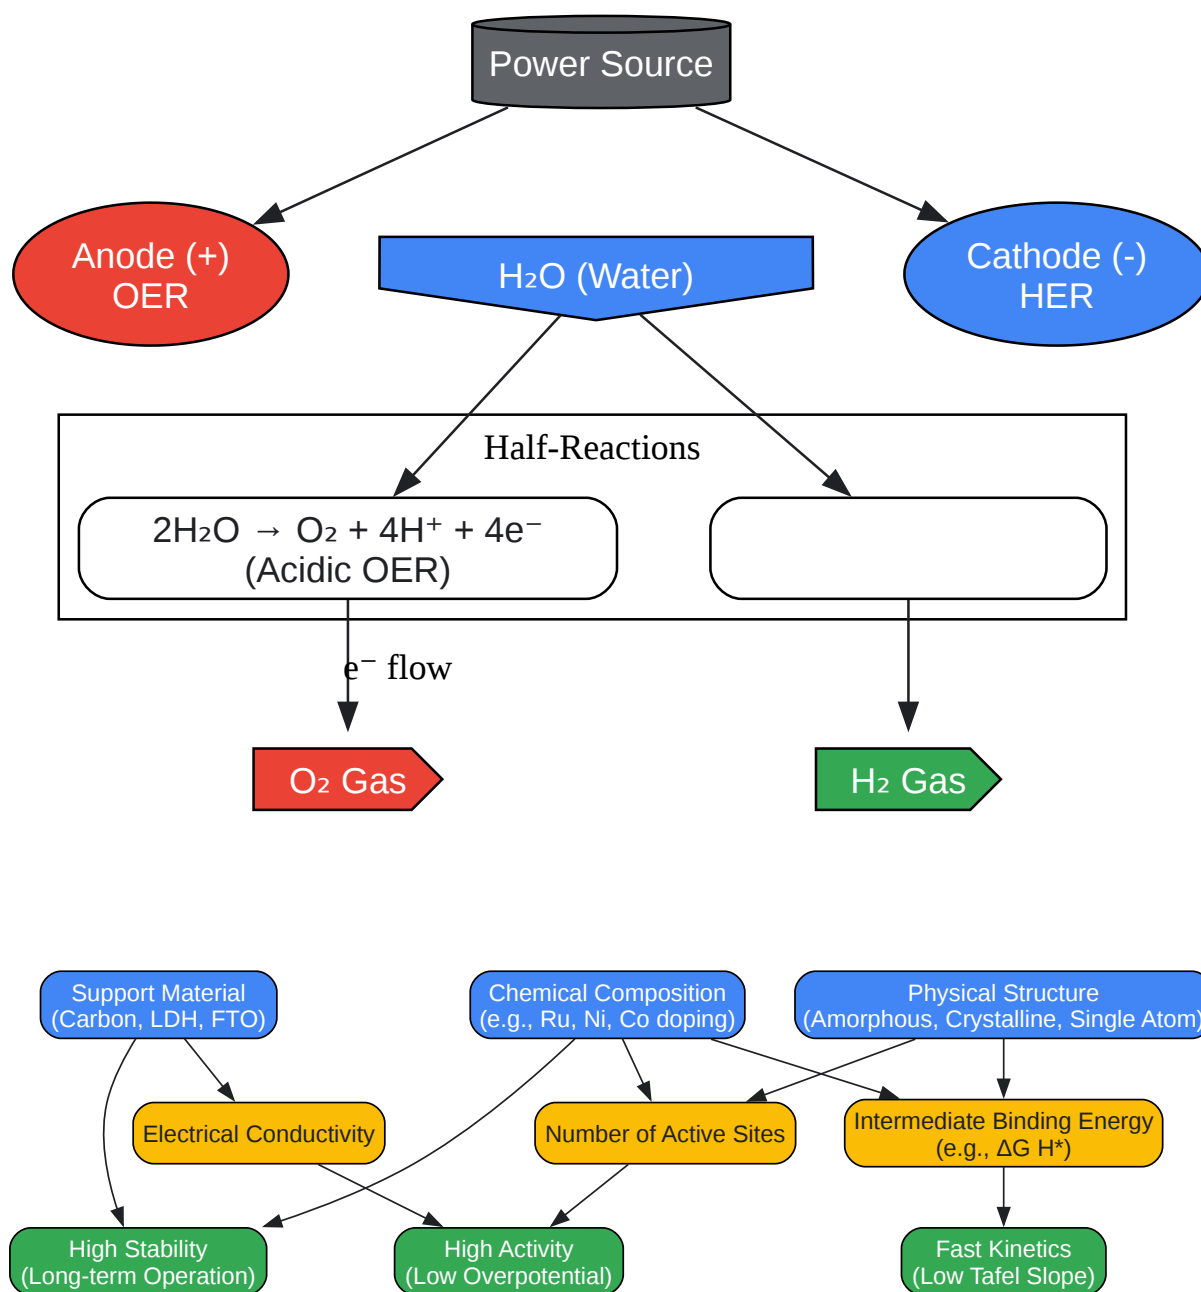 Power Source
Anode (+)
OER
H₂O (Water)
Cathode (-)
HER
Half-Reactions
2H₂O → O₂ + 4H⁺ + 4e⁻
(Acidic OER)
e⁻ flow
O₂ Gas
H₂ Gas
Support Material
(Carbon, LDH, FTO)
Chemical Composition
(e.g., Ru, Ni, Co doping)
Physical Structure
(Amorphous, Crystalline, Single Atom)
Electrical Conductivity
Number of Active Sites
Intermediate Binding Energy
(e.g., ΔG H*)
High Stability
(Long-term Operation)
High Activity
(Low Overpotential)
Fast Kinetics
(Low Tafel Slope)